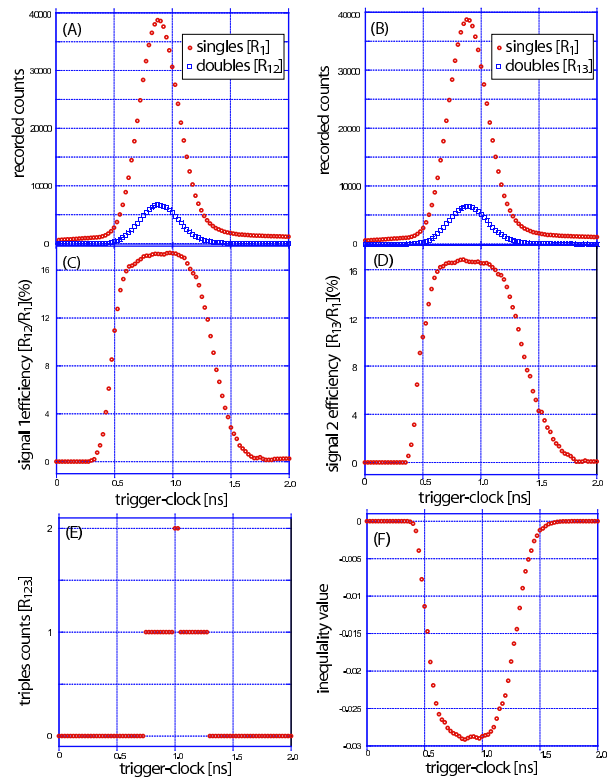 (A)
singles [R1]
doubles [R12]
recorded counts
40000
30000
20000
10000
0
(B)
singles [R1]
doubles [R13]
recorded counts
40000
30000
20000
10000
0
(C)
signal 1efficiency [R12/R1](%)
16
12
8
4
0
0
0.5
1.0
1.5
2.0
trigger-clock [ns]
(D)
signal 2 efficiency [R13/R1](%)
16
12
8
4
0
0
0.5
1.0
1.5
2.0
trigger-clock [ns]
(E)
triples counts [R123]
2
1
0
0
0.5
1.0
1.5
2.0
trigger-clock [ns]
(F)
inequlality value
0
-0.005
-0.01
-0.015
-0.02
-0.025
-0.03
0
0.5
1.0
1.5
2.0
trigger-clock [ns]